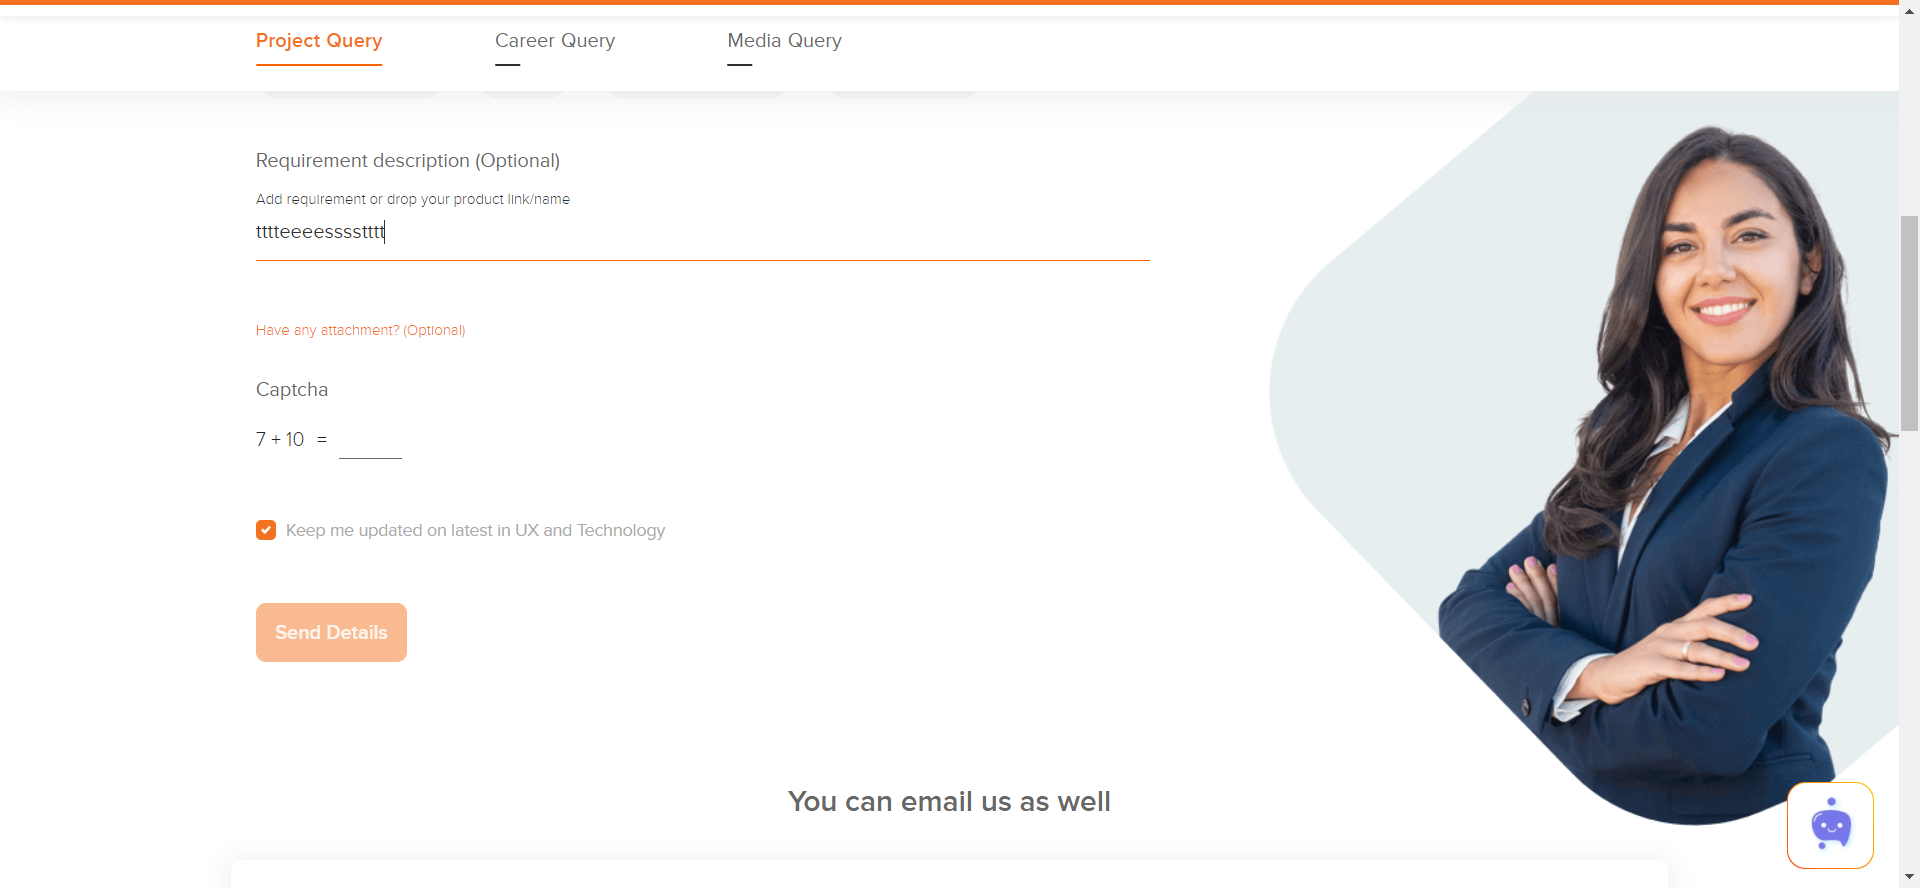 Project Query
Career Query
Media Query
Requirement description (Optional)
Add requirement or drop your product link/name
tttteeeessssstttt
Have any attachment? (Optional)
Captcha
7 + 10 =
Keep me updated on latest in UX and Technology
Send Details
You can email us as well